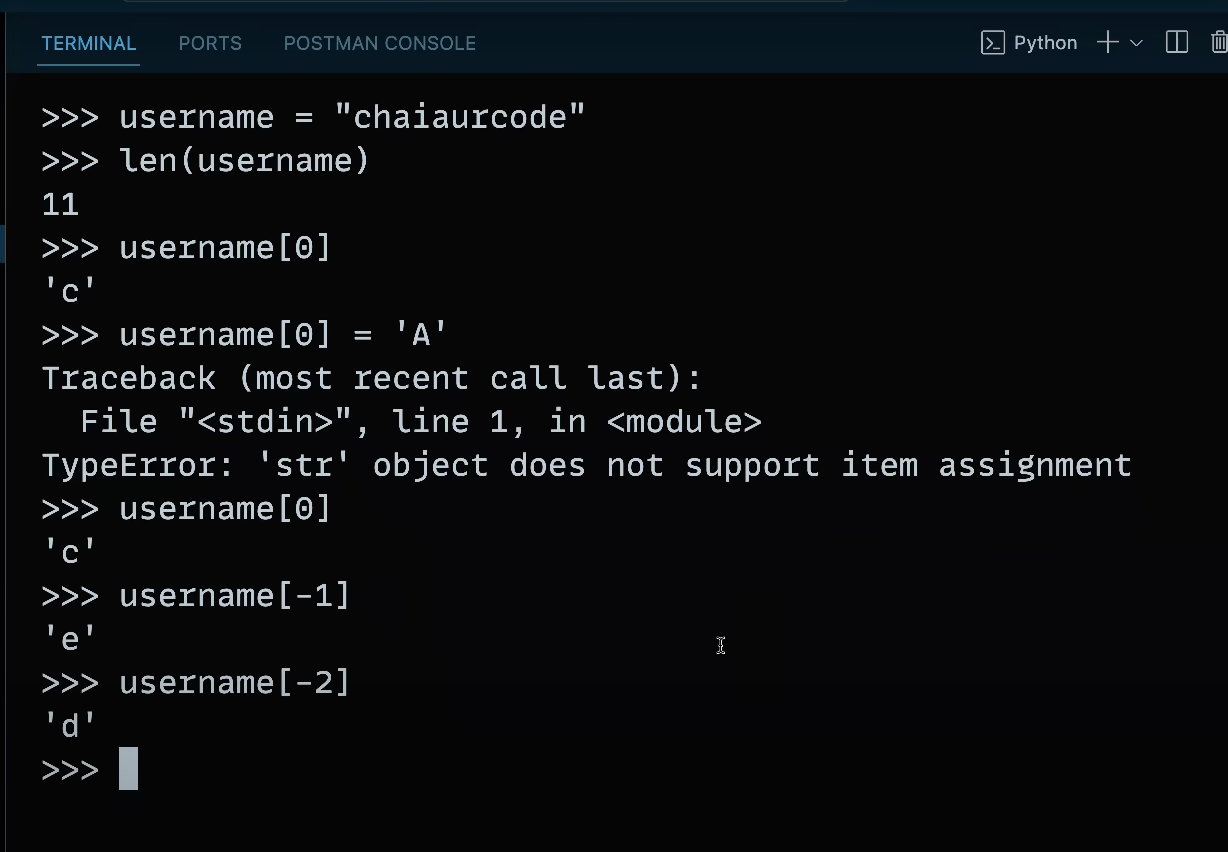 TERMINAL PORTS POSTMAN CONSOLE Python
>>> username = "chaiaurcode"
>>> len(username)
11
>>> username[0]
'c'
>>> username[0] = 'A'
Traceback (most recent call last):
  File "<stdin>", line 1, in <module>
TypeError: 'str' object does not support item assignment
>>> username[0]
'c'
>>> username[-1]
'e'
>>> username[-2]
'd'
>>>